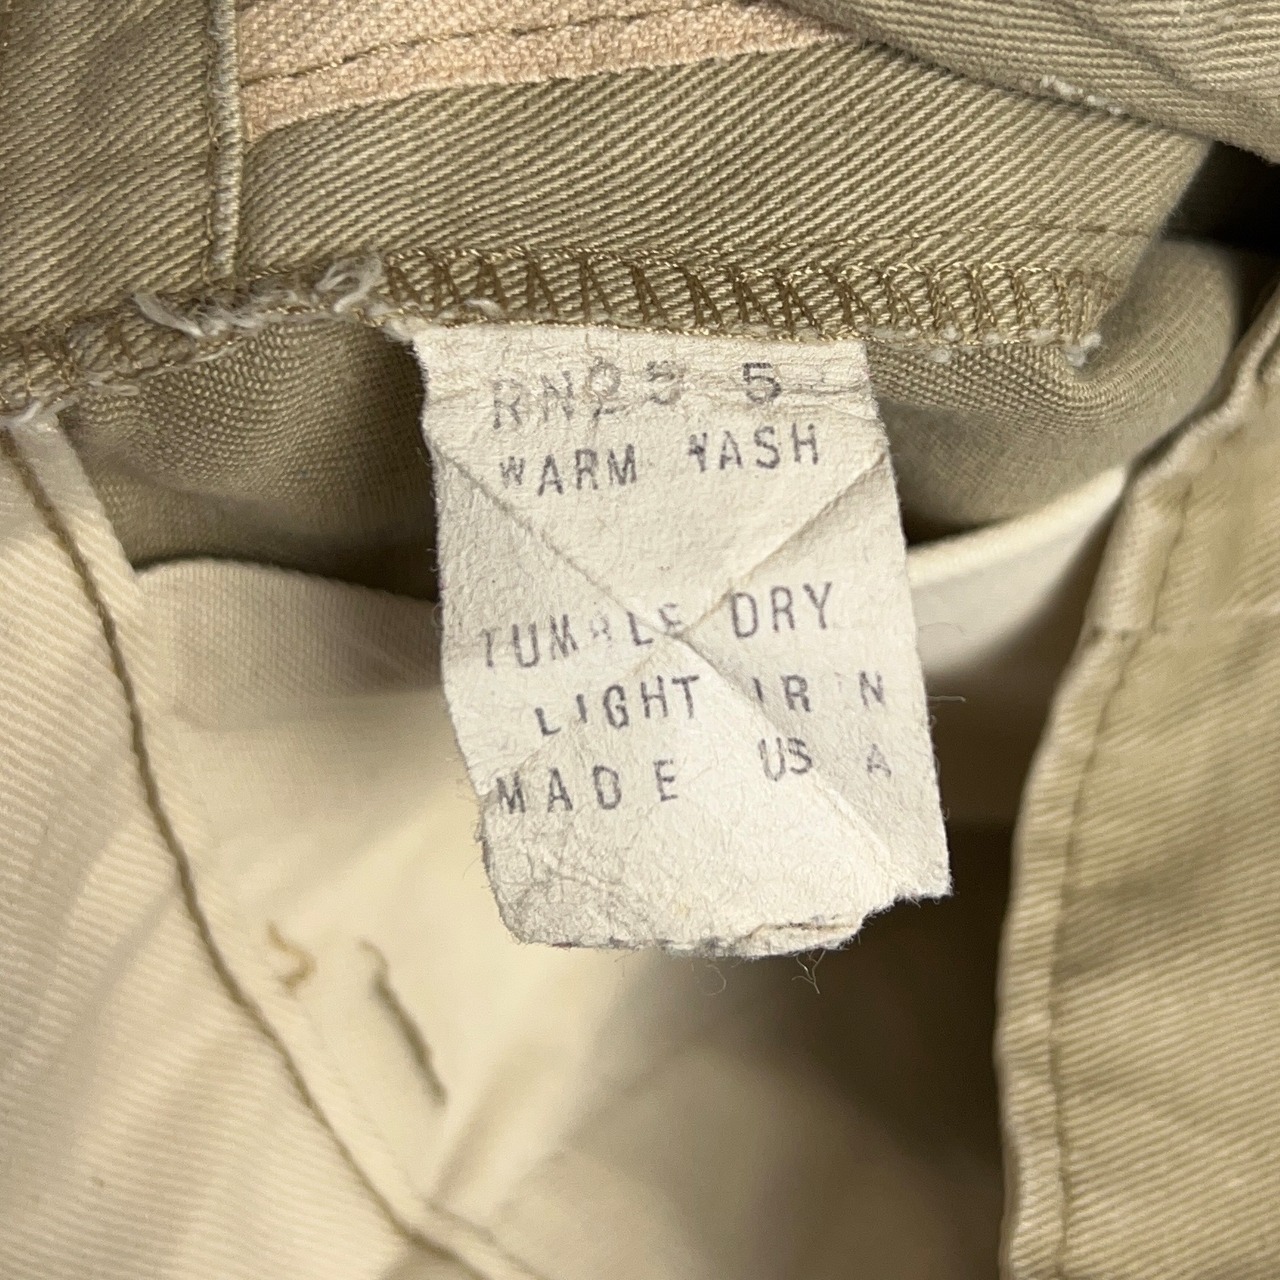 WARM WASH
TUMBLE DRY
LIGHT IRON
MADE USA